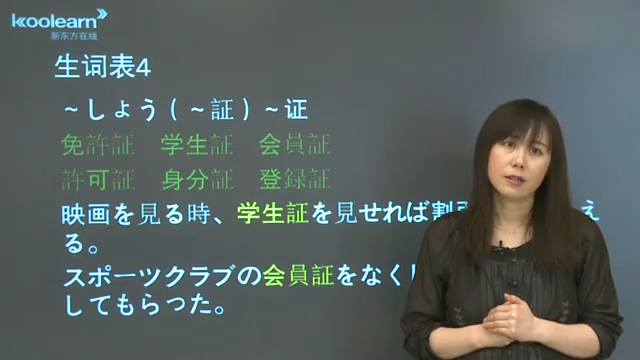 koolearn
新东方在线
生词表4
～しょう（～証）～证
免許証 学生証 会員証
許可証 身分証 登録証
映画を見る時、学生証を見せれば割 え
る。
スポーツクラブの会員証をなく
してもらった。